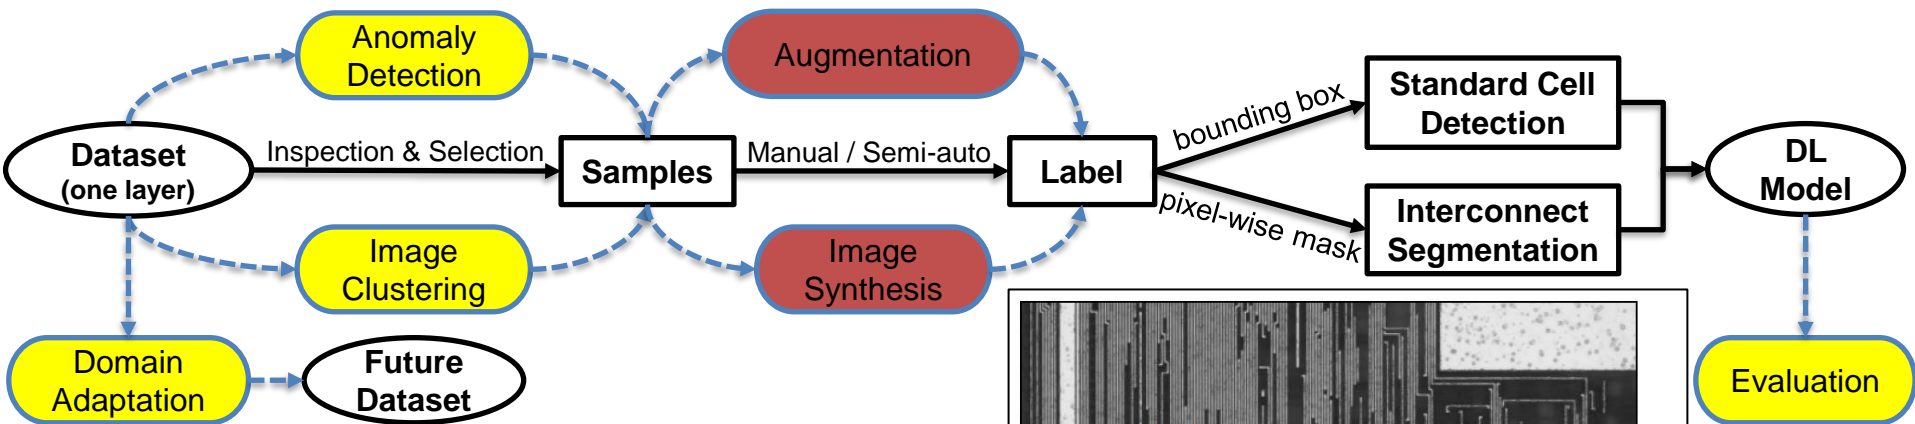 Anomaly
Detection
Augmentation
Dataset
(one layer)
Inspection & Selection
Samples
Manual / Semi-auto
Label
bounding box
pixel-wise mask
Standard Cell
Detection
Interconnect
Segmentation
DL
Model
Image
Clustering
Image
Synthesis
Domain
Adaptation
Future
Dataset
Evaluation